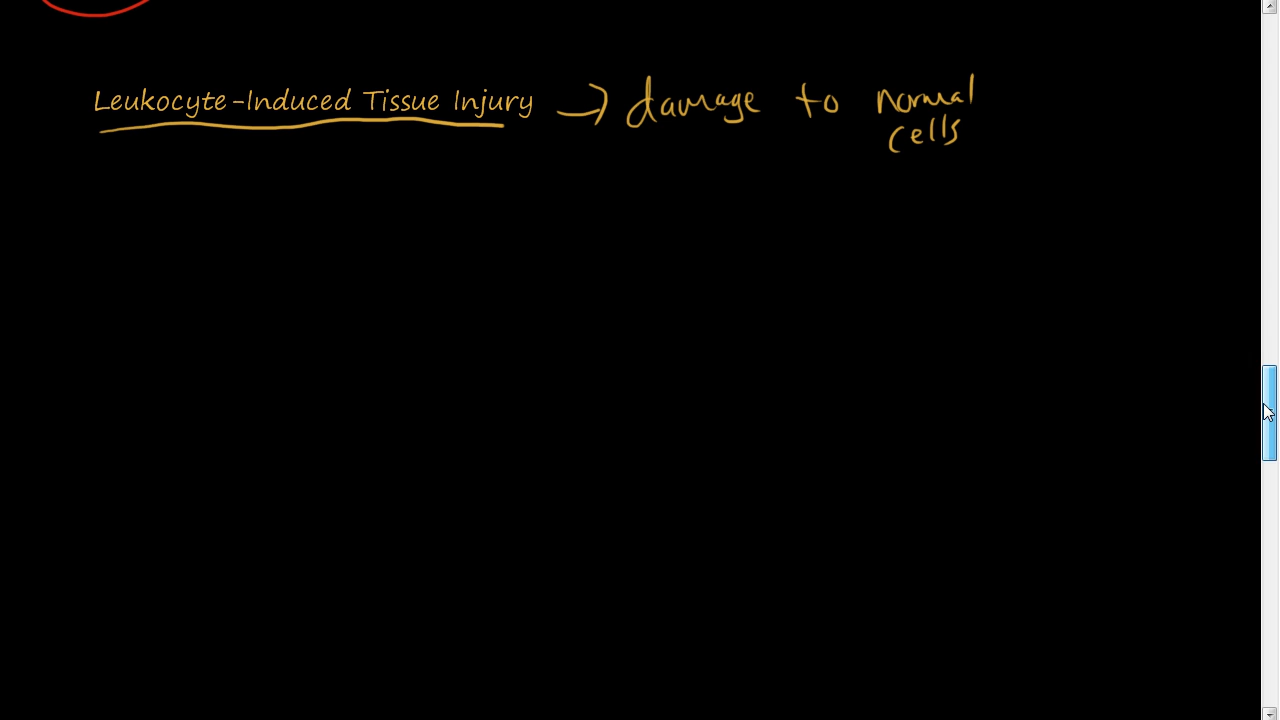 Leukocyte-Induced Tissue Injury → damage to normal
cells